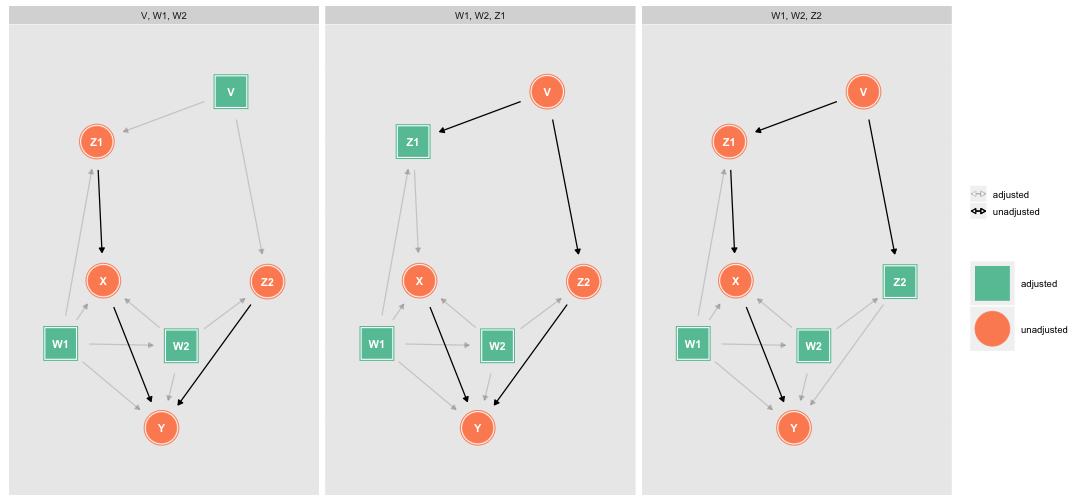 V, W1, W2
W1, W2, Z1
W1, W2, Z2
V
Z1
X
Z2
W1
W2
Y
V
Z1
X
Z2
W1
W2
Y
V
Z1
X
Z2
W1
W2
Y
adjusted
unadjusted
adjusted
unadjusted